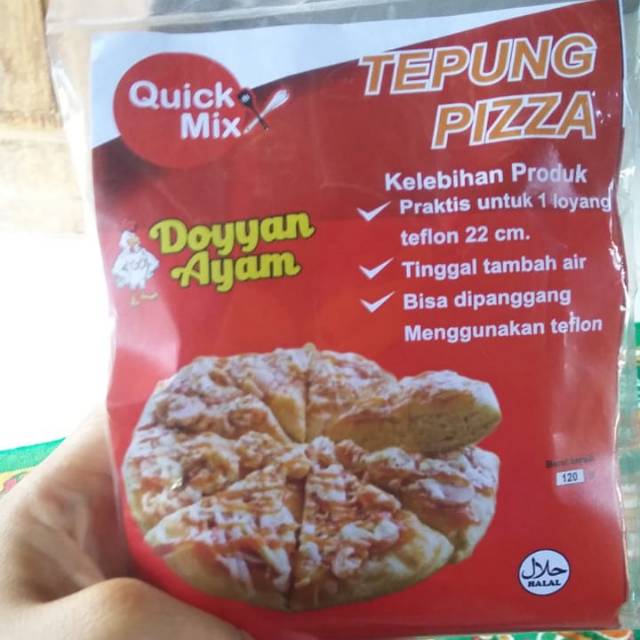 Quick
Mix
TEPUNG
PIZZA
Kelebihan Produk
Praktis untuk 1 loyang
teflon 22 cm.
Tinggal tambah air
Bisa dipanggang
Menggunakan teflon
Doyyan
Ayam
120
حلال
HALAL